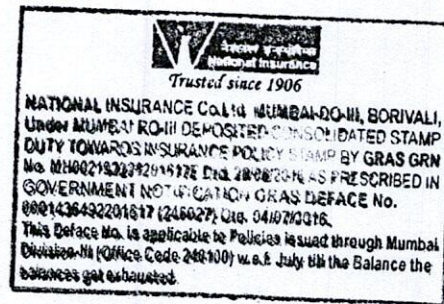 National Insurance
Trusted since 1906
NATIONAL INSURANCE Co.Ltd. MUMBAI-DO-III, BORIVALI,
Under MUMBAI RO-III DEPOSITED CONSOLIDATED STAMP
DUTY TOWARDS INSURANCE POLICY STAMP BY GRAS GRN
No. AS PRESCRIBED IN
GOVERNMENT NOTIFICATION GRAS DEFACE No.
Dtd. 04/07/2016.
This Deface No. is applicable to Policies issued through Mumbai
Division-III (Office Code 240100) w.e.f. July till the Balance the
balances get exhausted.